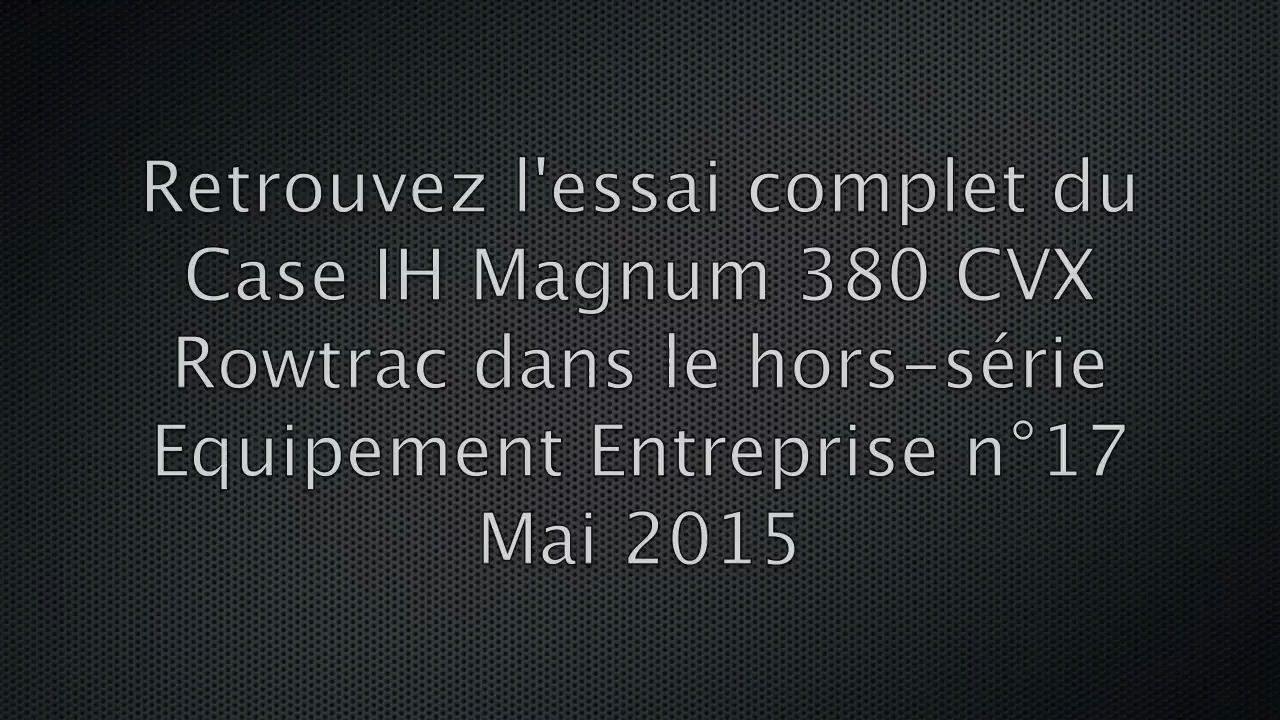 Retrouvez l'essai complet du
Case IH Magnum 380 CVX
Rowtrac dans le hors-série
Equipement Entreprise n°17
Mai 2015